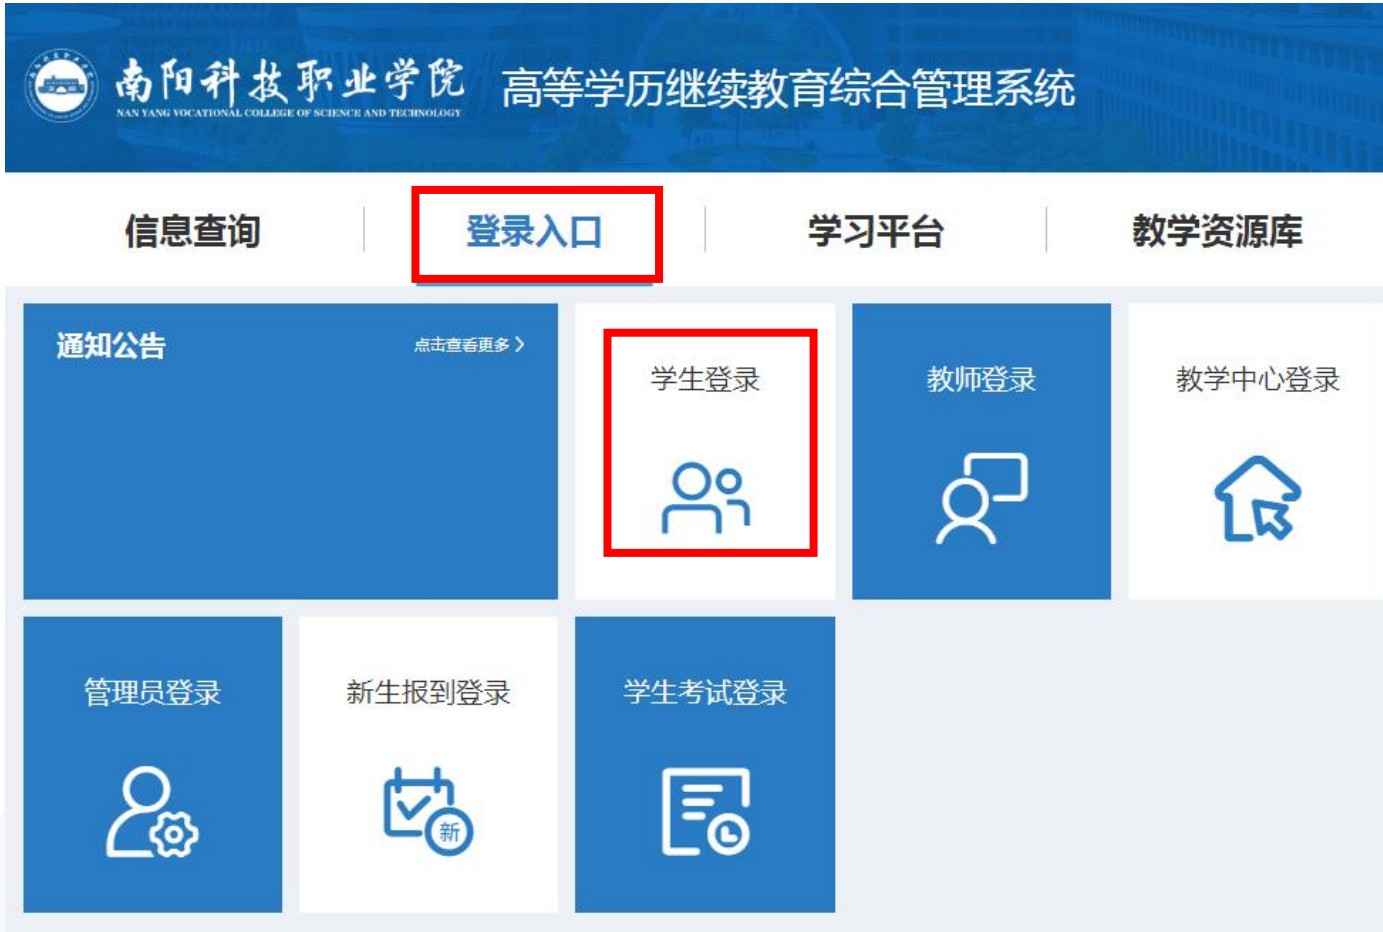 南阳科技职业学院
NAN YANG VOCATIONAL COLLEGE OF SCIENCE AND TECHNOLOGY
高等学历继续教育综合管理系统
信息查询
登录入口
学习平台
教学资源库
通知公告
点击查看更多 >
学生登录
教师登录
教学中心登录
管理员登录
新生报到登录
新
学生考试登录